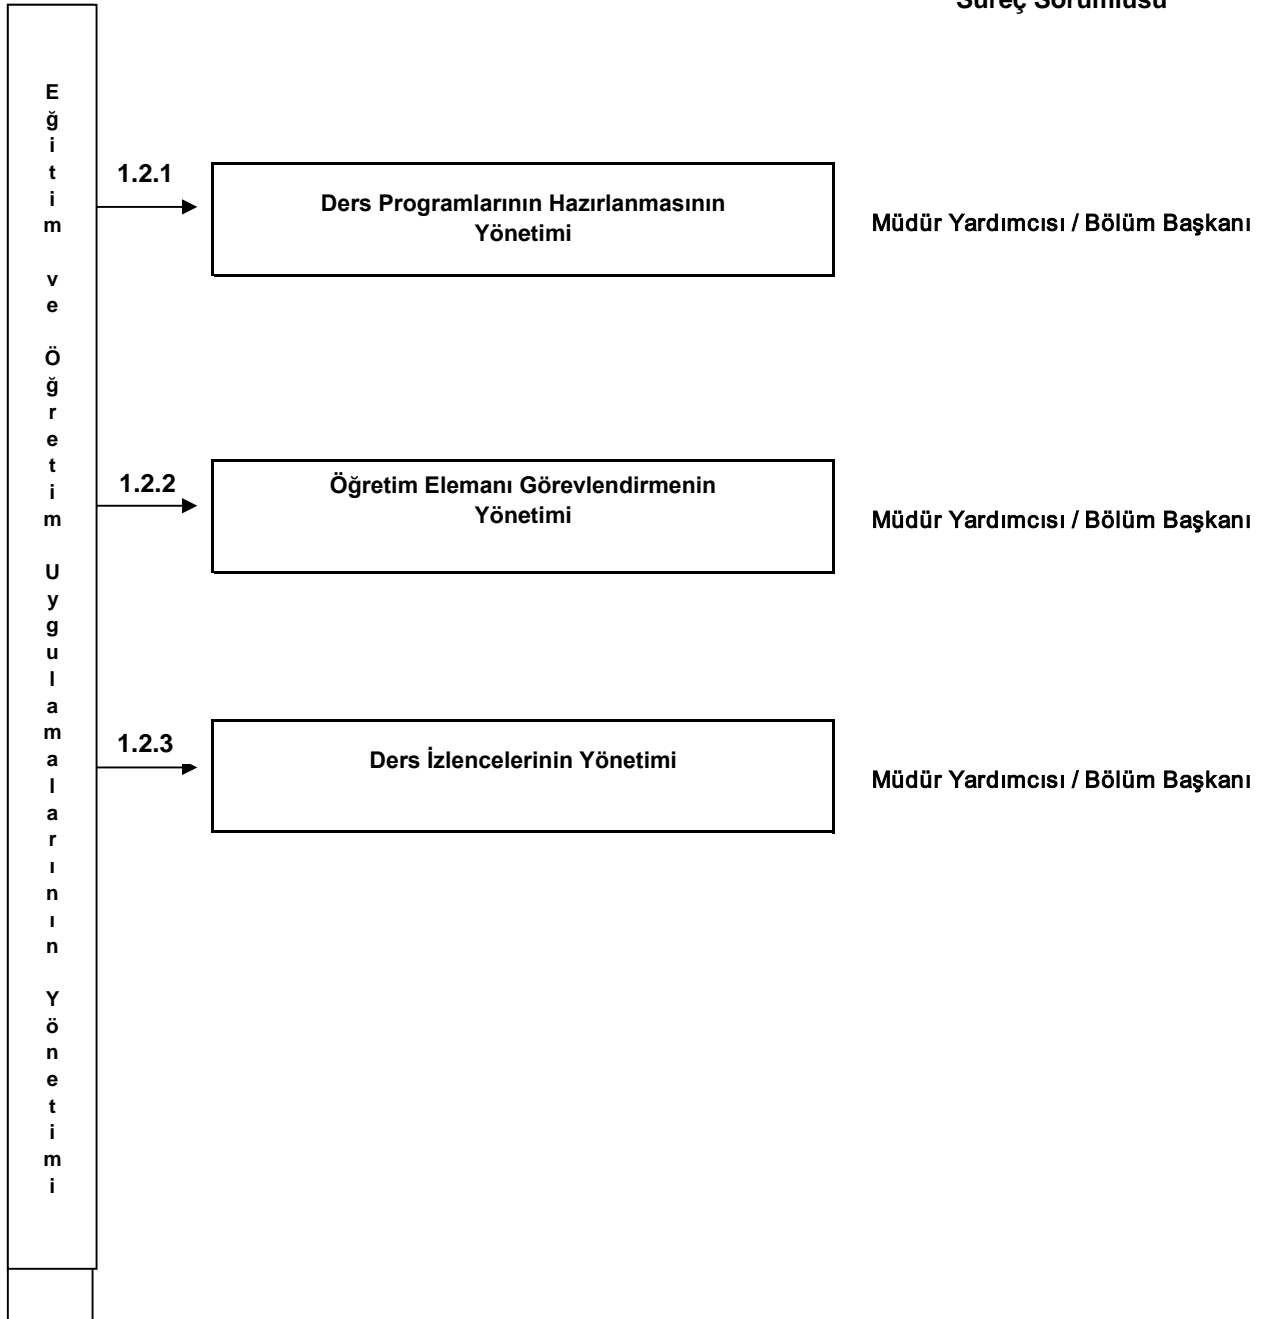 Süreç Sorumlusu
Eğitim ve Öğretim Uygulamalarının Yönetimi
1.2.1
Ders Programlarının Hazırlanmasının
Yönetimi
Müdür Yardımcısı / Bölüm Başkanı
1.2.2
Öğretim Elemanı Görevlendirmenin
Yönetimi
Müdür Yardımcısı / Bölüm Başkanı
1.2.3
Ders İzlencelerinin Yönetimi
Müdür Yardımcısı / Bölüm Başkanı